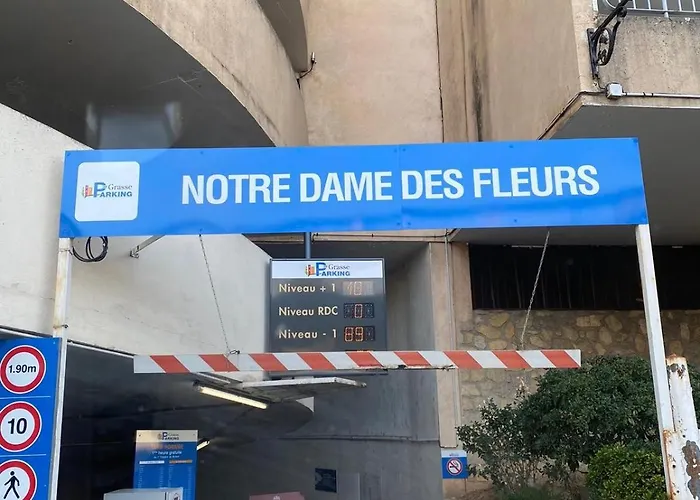 Grasse
PARKING
NOTRE DAME DES FLEURS
Grasse
PARKING
Niveau + 1
Niveau RDC
Niveau - 1
1.90m
10